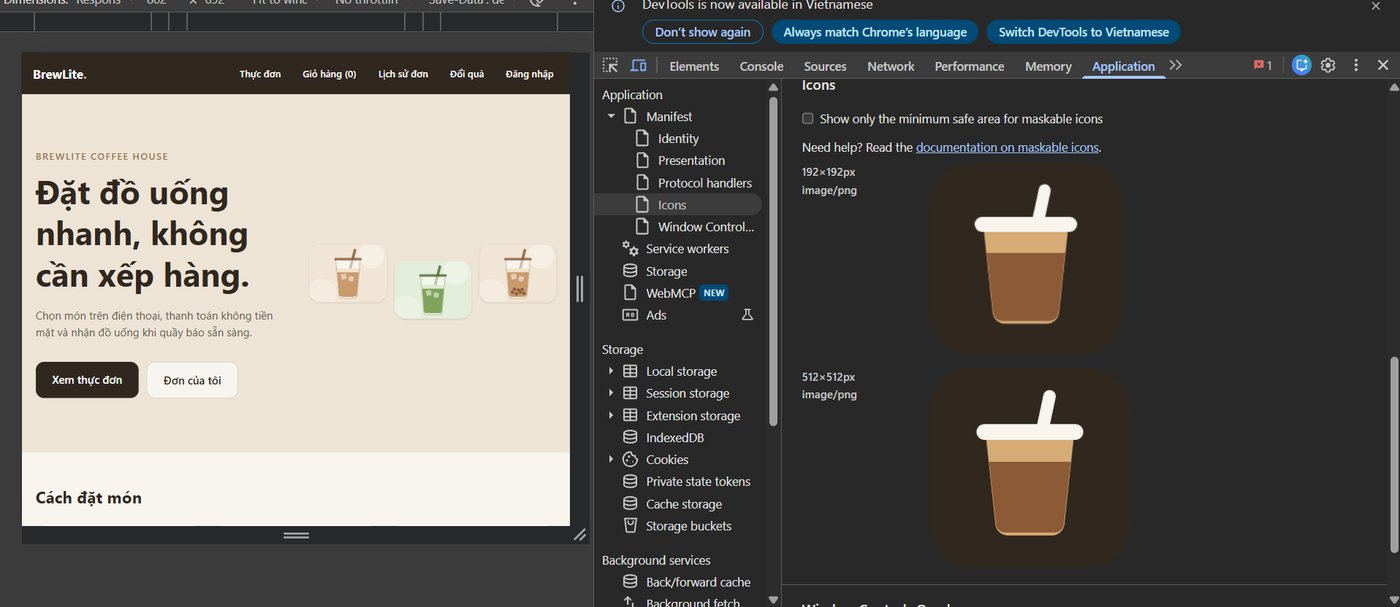 Dimensions: Respons
× 692
DevTools is now available in Vietnamese
Don't show again
Always match Chrome's language
Switch DevTools to Vietnamese
Elements
Console
Sources
Network
Performance
Memory
Application
1
BrewLite.
Thực đơn
Giỏ hàng (0)
Lịch sử đơn
Đổi quà
Đăng nhập
BREWLITE COFFEE HOUSE
Đặt đồ uống
nhanh, không
cần xếp hàng.
Chọn món trên điện thoại, thanh toán không tiền
mặt và nhận đồ uống khi quầy báo sẵn sàng.
Xem thực đơn
Đơn của tôi
Cách đặt món
Application
Manifest
Identity
Presentation
Protocol handlers
Icons
Window Control...
Service workers
Storage
WebMCP NEW
Ads
Storage
Local storage
Session storage
Extension storage
IndexedDB
Cookies
Private state tokens
Cache storage
Storage buckets
Background services
Back/forward cache
Background fetch
Icons
Show only the minimum safe area for maskable icons
Need help? Read the documentation on maskable icons.
192×192px
image/png
512×512px
image/png